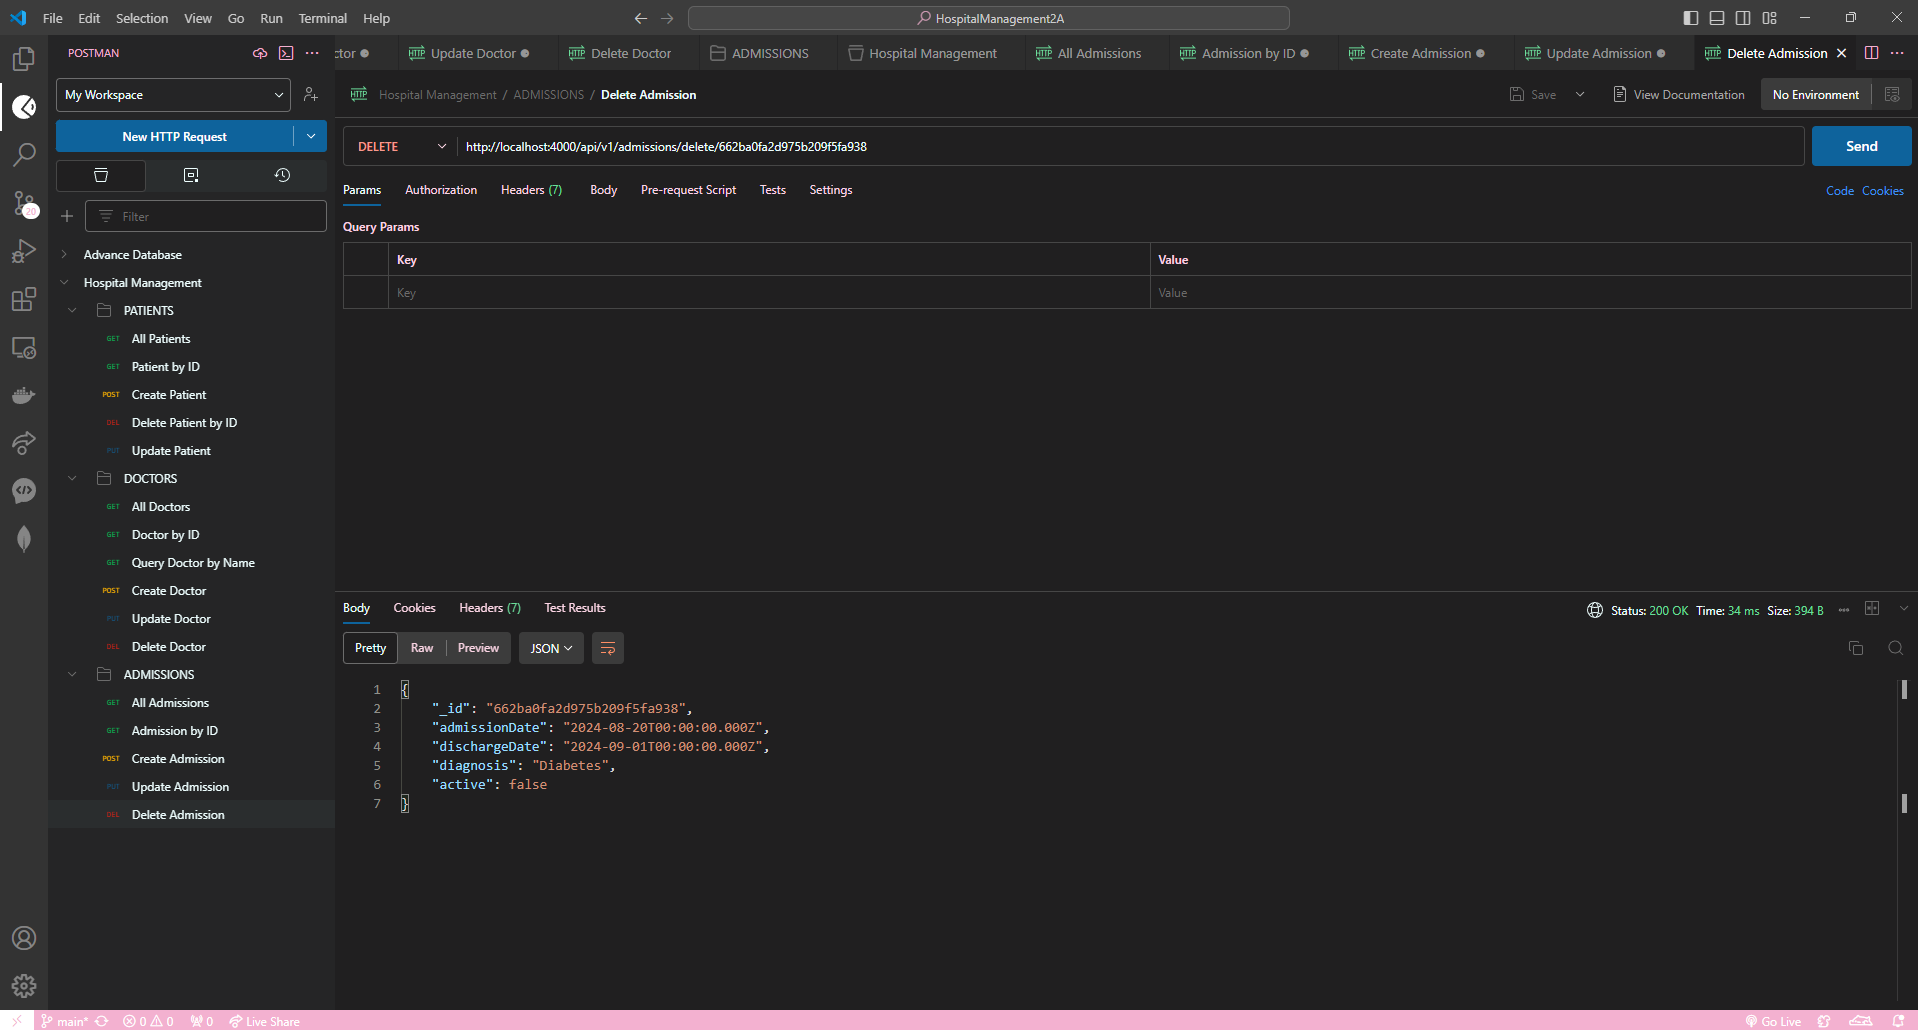 File Edit Selection View Go Run Terminal Help
HospitalManagement2A
POSTMAN
ctor Update Doctor Delete Doctor ADMISSIONS Hospital Management All Admissions Admission by ID Create Admission Update Admission Delete Admission
My Workspace
Hospital Management / ADMISSIONS / Delete Admission
Save View Documentation No Environment
New HTTP Request
DELETE http://localhost:4000/api/v1/admissions/delete/662ba0fa2d975b209f5fa938 Send
Params Authorization Headers (7) Body Pre-request Script Tests Settings
Code Cookies
20
Filter
Query Params
Key Value
Key Value
Advance Database
Hospital Management
PATIENTS
GET All Patients
GET Patient by ID
POST Create Patient
DEL Delete Patient by ID
PUT Update Patient
DOCTORS
GET All Doctors
GET Doctor by ID
GET Query Doctor by Name
POST Create Doctor
PUT Update Doctor
DEL Delete Doctor
ADMISSIONS
GET All Admissions
GET Admission by ID
POST Create Admission
PUT Update Admission
DEL Delete Admission
Body Cookies Headers (7) Test Results
Status: 200 OK Time: 34 ms Size: 394 B
Pretty Raw Preview JSON
1 {
2 "_id": "662ba0fa2d975b209f5fa938",
3 "admissionDate": "2024-08-20T00:00:00.000Z",
4 "dischargeDate": "2024-09-01T00:00:00.000Z",
5 "diagnosis": "Diabetes",
6 "active": false
7 }
main* 0 0 0 Live Share
Go Live